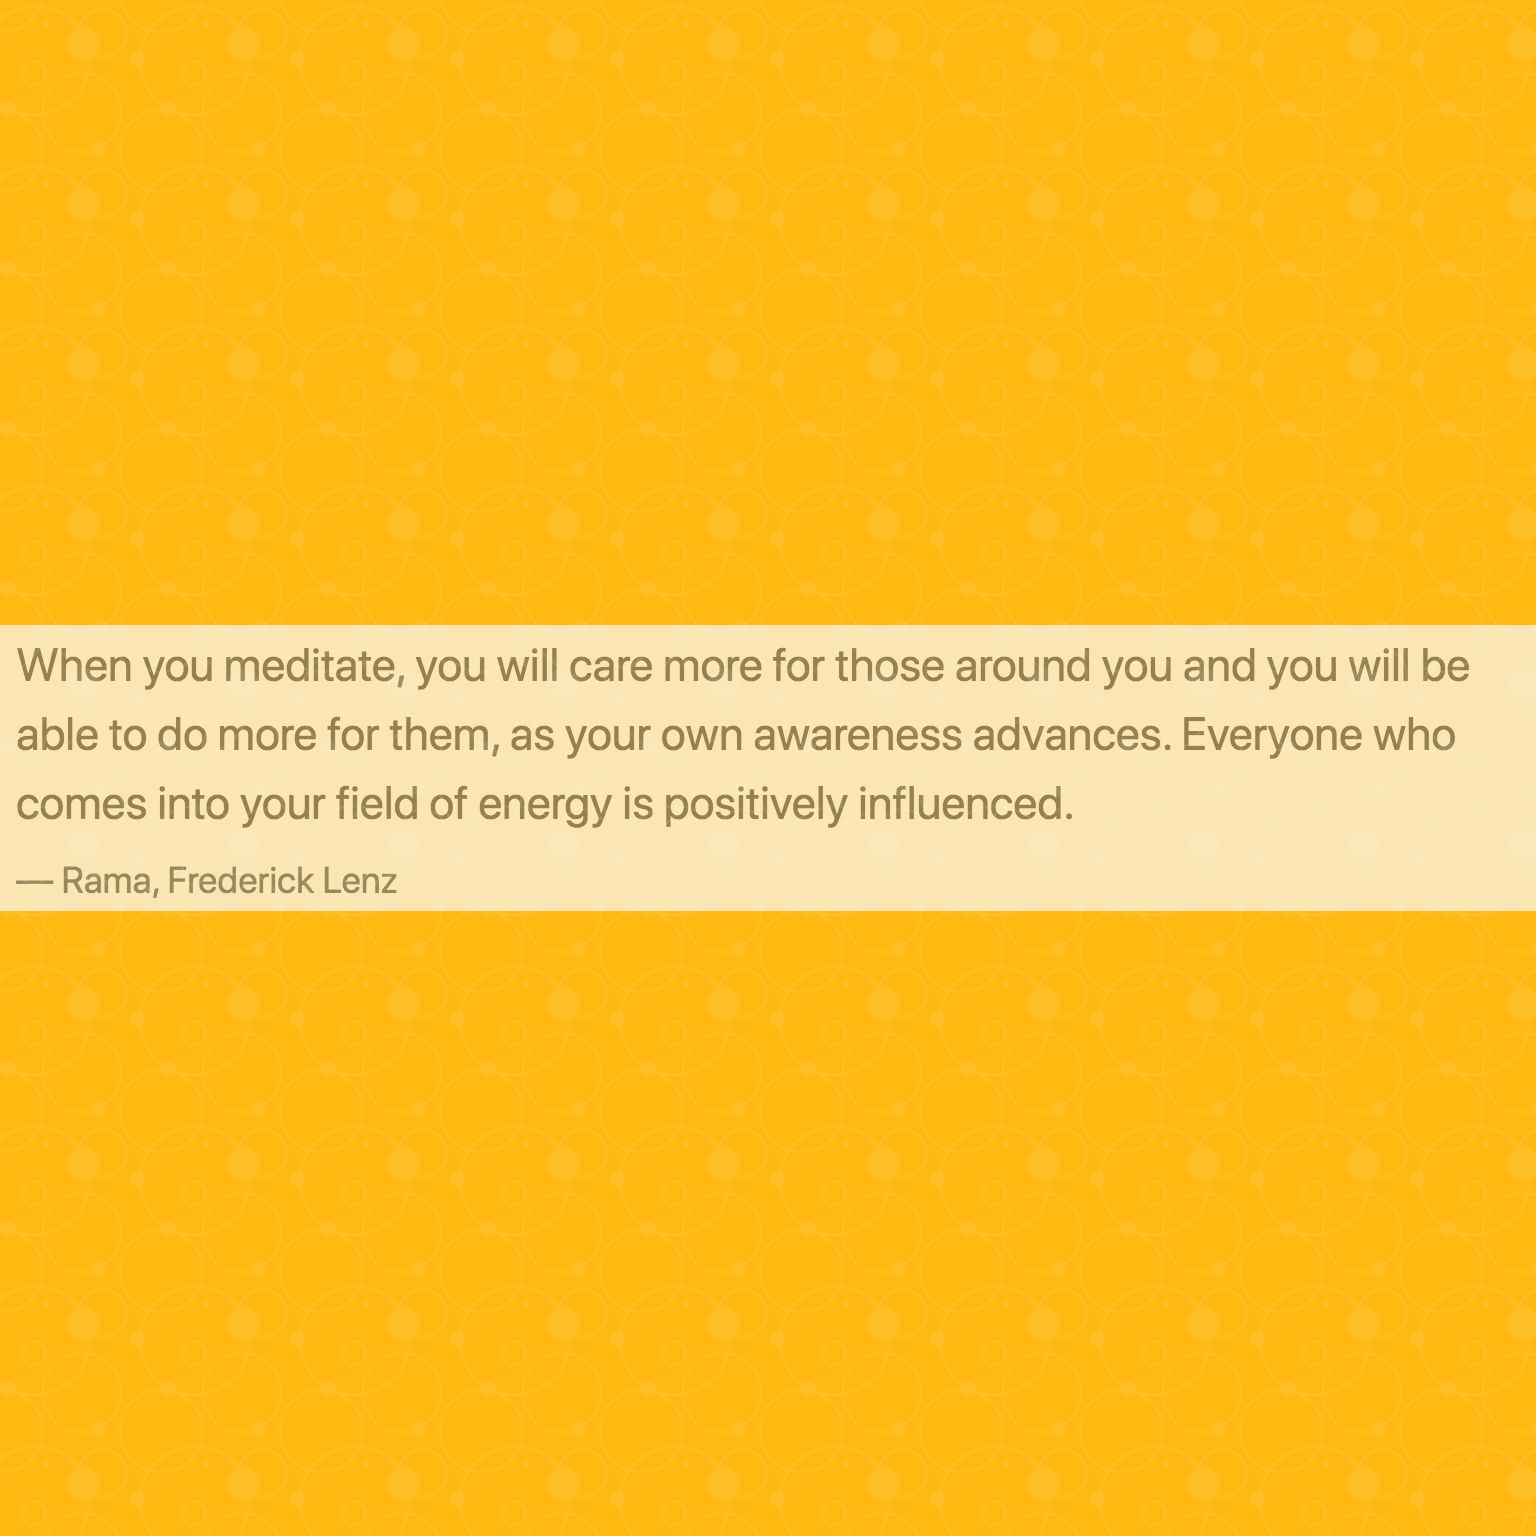 When you meditate, you will care more for those around you and you will be
able to do more for them, as your own awareness advances. Everyone who
comes into your field of energy is positively influenced.
— Rama, Frederick Lenz